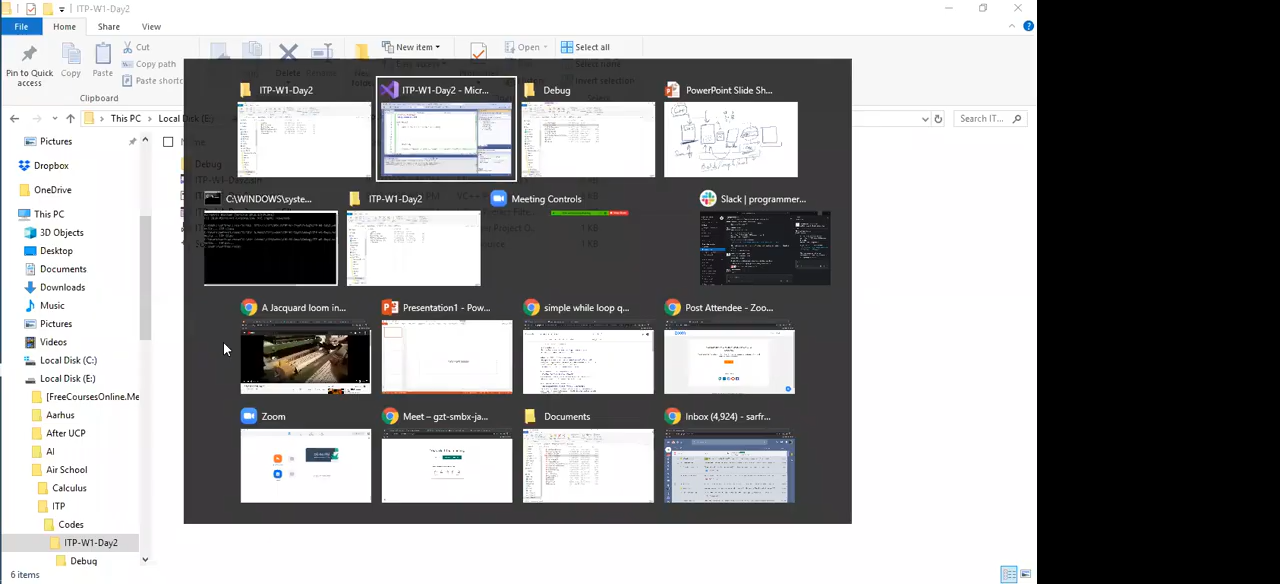 ITP-W1-Day2
File
Home
Share
View
Pin to Quick
access
Copy
Paste
Cut
Copy path
Paste shortc
Clipboard
New item
Open
Select all
This PC
Local Disk (E:)
Search IT...
ITP-W1-Day2
ITP-W1-Day2 - Micr...
Debug
PowerPoint Slide Sh...
C:\WINDOWS\syste...
ITP-W1-Day2
Meeting Controls
Slack | programmer...
A Jacquard loom in...
Presentation1 - Pow...
simple while loop q...
Post Attendee - Zoo...
Zoom
Meet – gzt-smbx-ja...
Documents
Inbox (4,924) - sarfr...
Pictures
Dropbox
OneDrive
This PC
3D Objects
Desktop
Documents
Downloads
Music
Pictures
Videos
Local Disk (C:)
Local Disk (E:)
[FreeCoursesOnline.Me
Aarhus
After UCP
AI
Air School
Calculus
ITP
Codes
ITP-W1-Day2
Debug
6 items